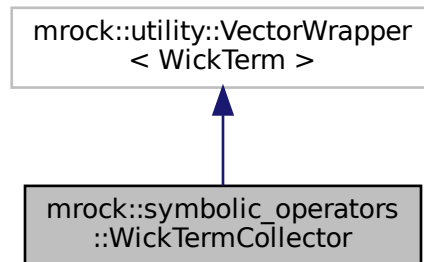 mrock::utility::VectorWrapper
< WickTerm >
mrock::symbolic_operators
::WickTermCollector